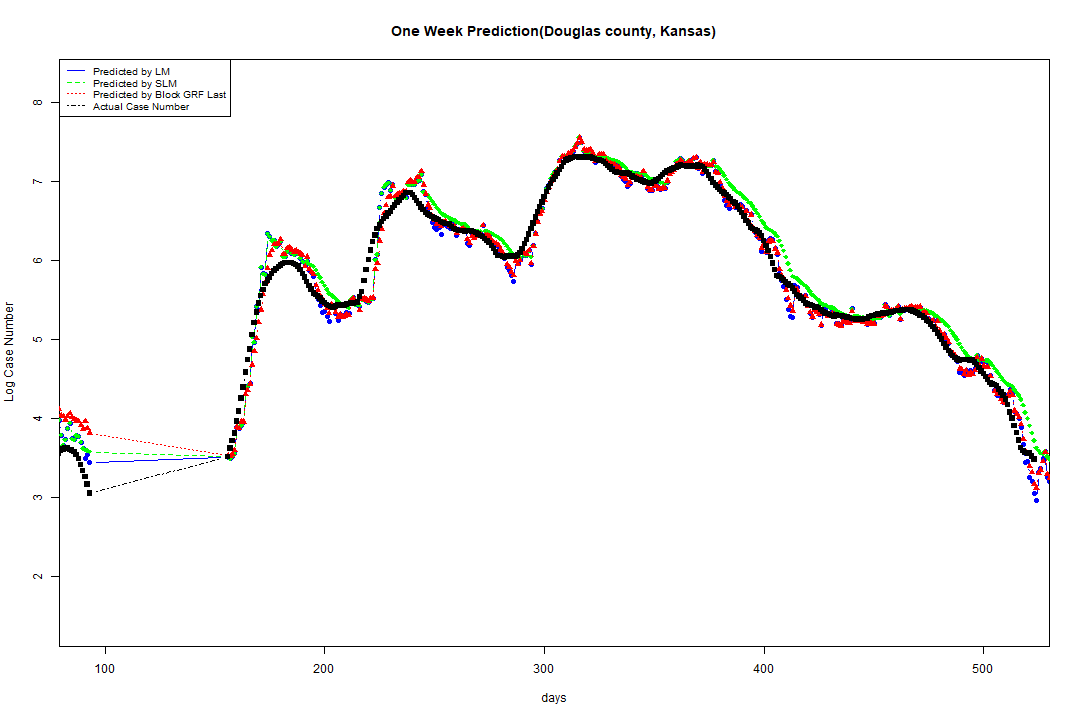 One Week Prediction(Douglas county, Kansas)
Predicted by LM
Predicted by SLM
Predicted by Block GRF Last
Actual Case Number
8
7
6
5
4
3
2
Log Case Number
100 200 300 400 500
days